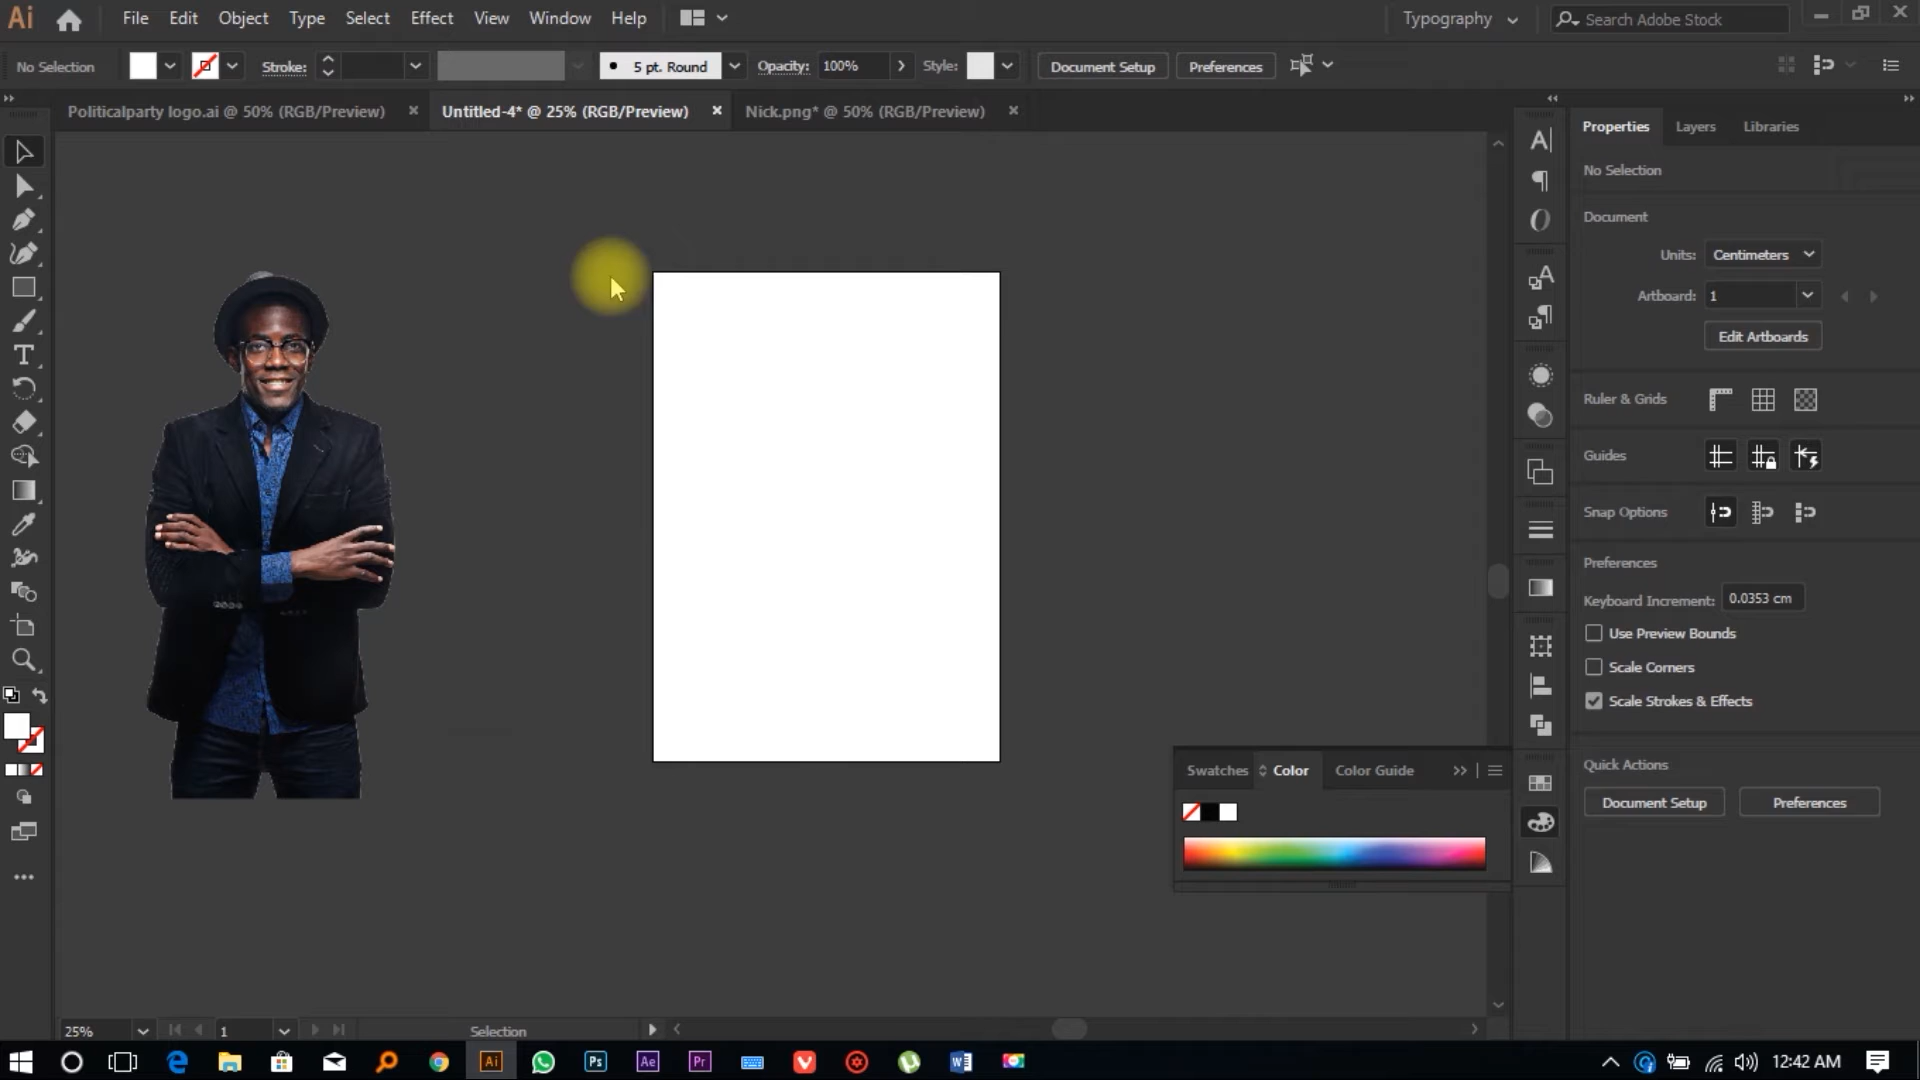 Ai File Edit Object Type Select Effect View Window Help Typography Search Adobe Stock
No Selection Stroke: 5 pt. Round Opacity: 100% Style: Document Setup Preferences
Politicalparty logo.ai @ 50% (RGB/Preview) Untitled-4* @ 25% (RGB/Preview) Nick.png* @ 50% (RGB/Preview)
Properties Layers Libraries
No Selection
Document
Units: Centimeters
Artboard: 1
Edit Artboards
Ruler & Grids
Guides
Snap Options
Preferences
Keyboard Increment: 0.0353 cm
Use Preview Bounds
Scale Corners
Scale Strokes & Effects
Quick Actions
Document Setup Preferences
Swatches Color Color Guide
25% 1 Selection
Ai Ps Ae Pr 12:42 AM